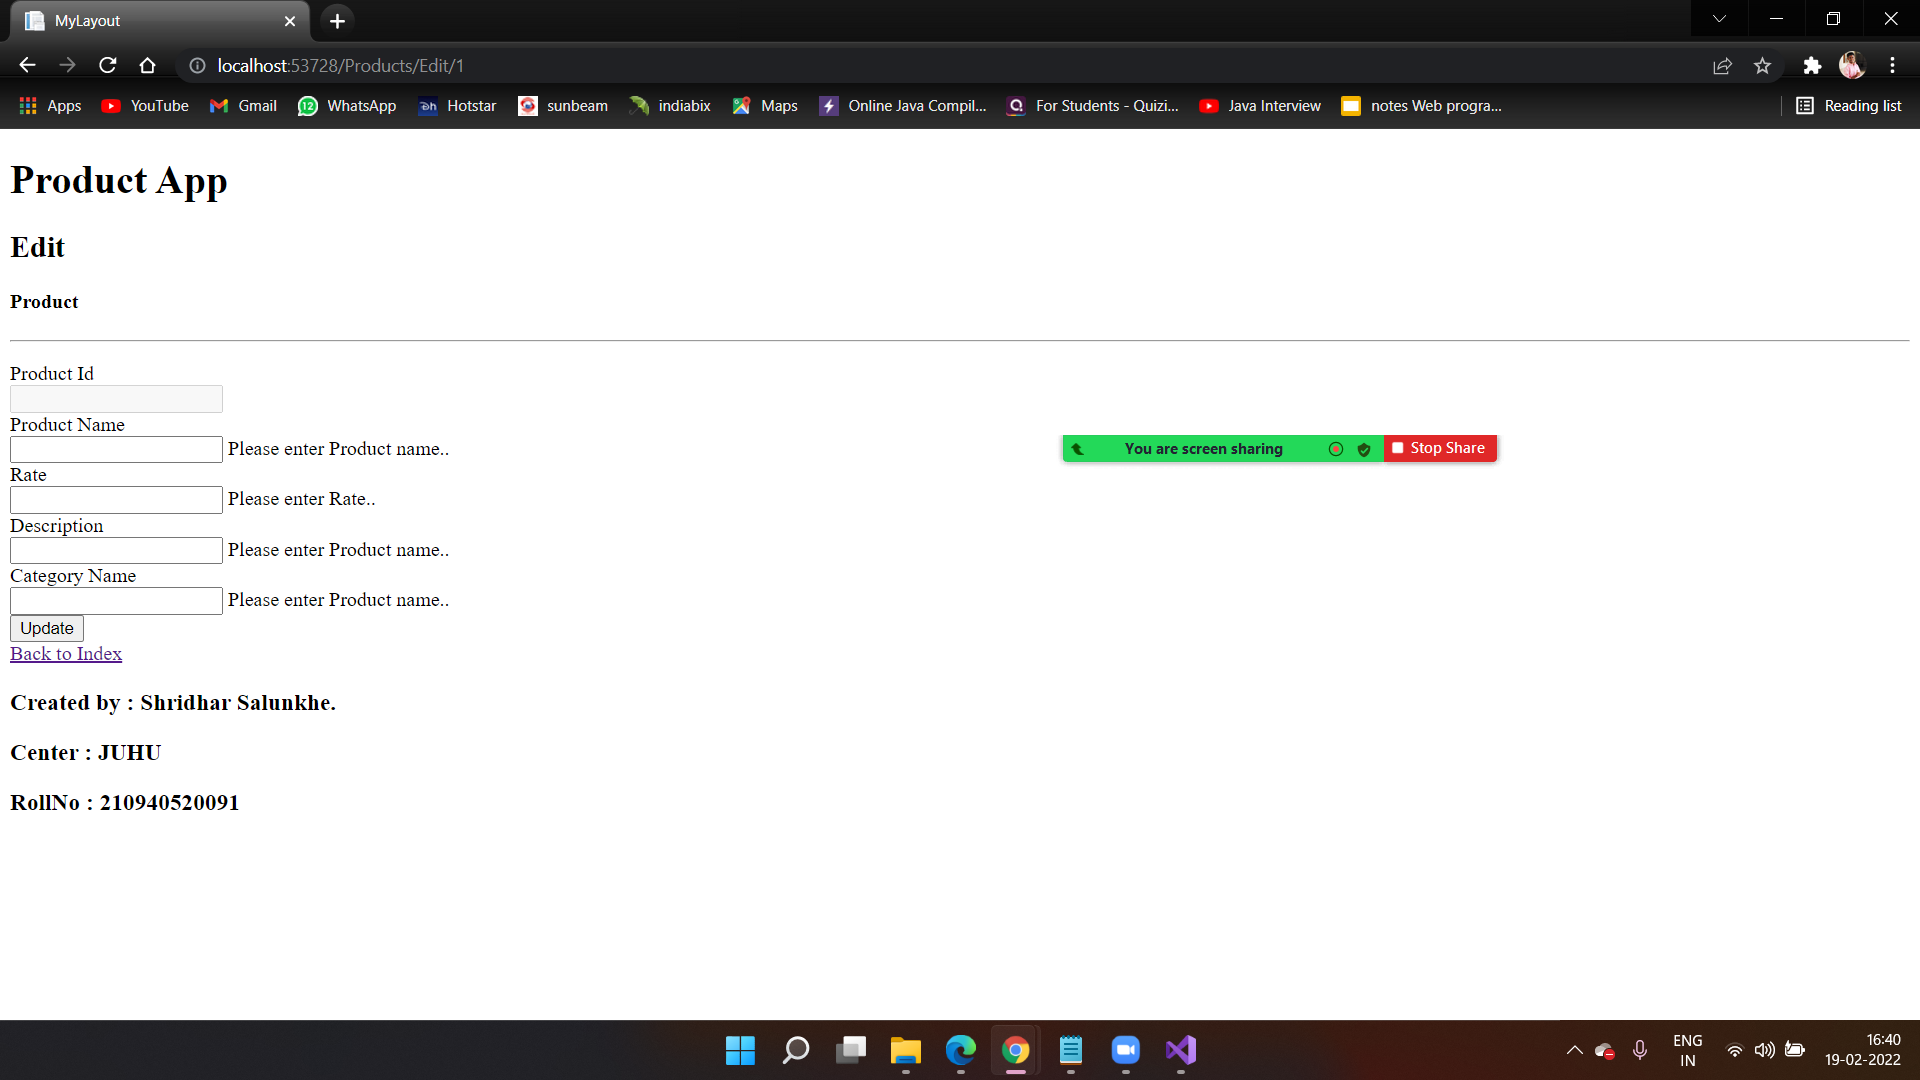 MyLayout
localhost:53728/Products/Edit/1
Apps YouTube Gmail WhatsApp Hotstar sunbeam indiabix Maps Online Java Compil... For Students - Quizi... Java Interview notes Web progra... Reading list
Product App
Edit
Product
Product Id
Product Name
Please enter Product name..
You are screen sharing Stop Share
Rate
Please enter Rate..
Description
Please enter Product name..
Category Name
Please enter Product name..
Update
Back to Index
Created by : Shridhar Salunkhe.
Center : JUHU
RollNo : 210940520091
ENG
IN
16:40
19-02-2022